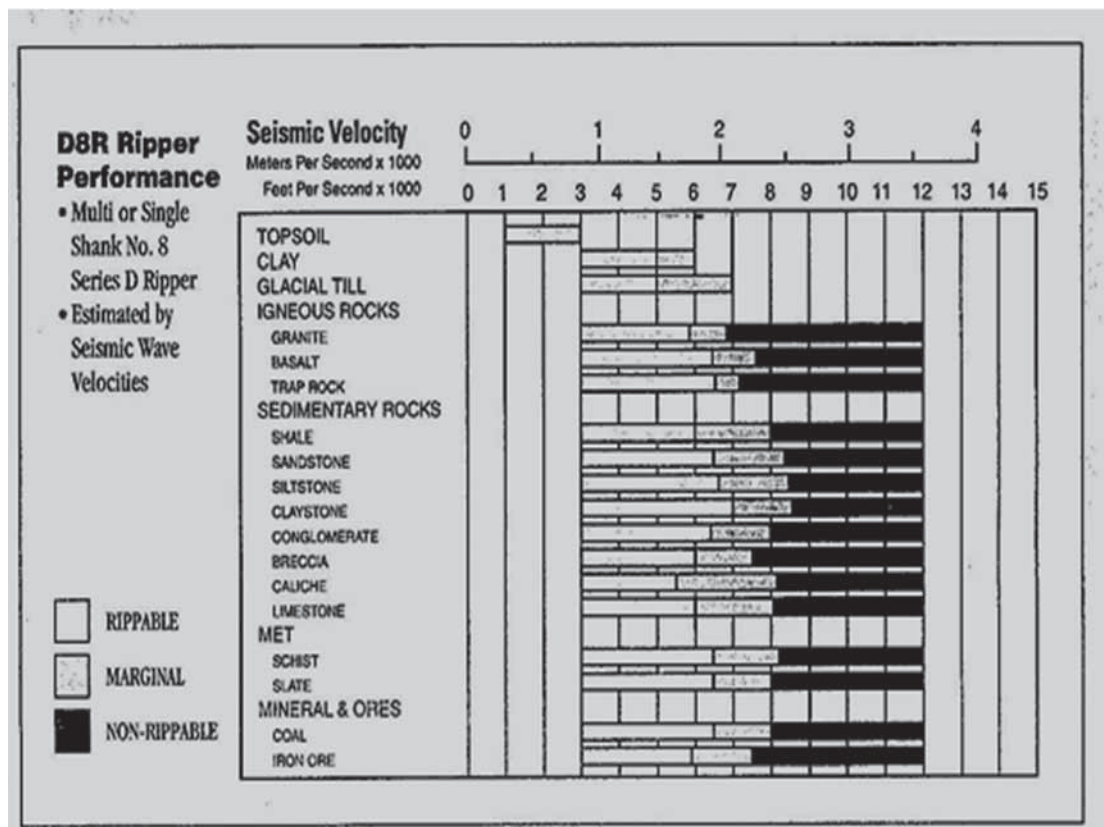 D8R Ripper
Performance
• Multi or Single
Shank No. 8
Series D Ripper
• Estimated by
Seismic Wave
Velocities
Seismic Velocity
Meters Per Second x 1000
0 1 2 3 4
Feet Per Second x 1000
0 1 2 3 4 5 6 7 8 9 10 11 12 13 14 15
TOPSOIL
CLAY
GLACIAL TILL
IGNEOUS ROCKS
GRANITE
BASALT
TRAP ROCK
SEDIMENTARY ROCKS
SHALE
SANDSTONE
SILTSTONE
CLAYSTONE
CONGLOMERATE
BRECCIA
CALICHE
LIMESTONE
MET
SCHIST
SLATE
MINERAL & ORES
COAL
IRON ORE
RIPPABLE
MARGINAL
NON-RIPPABLE